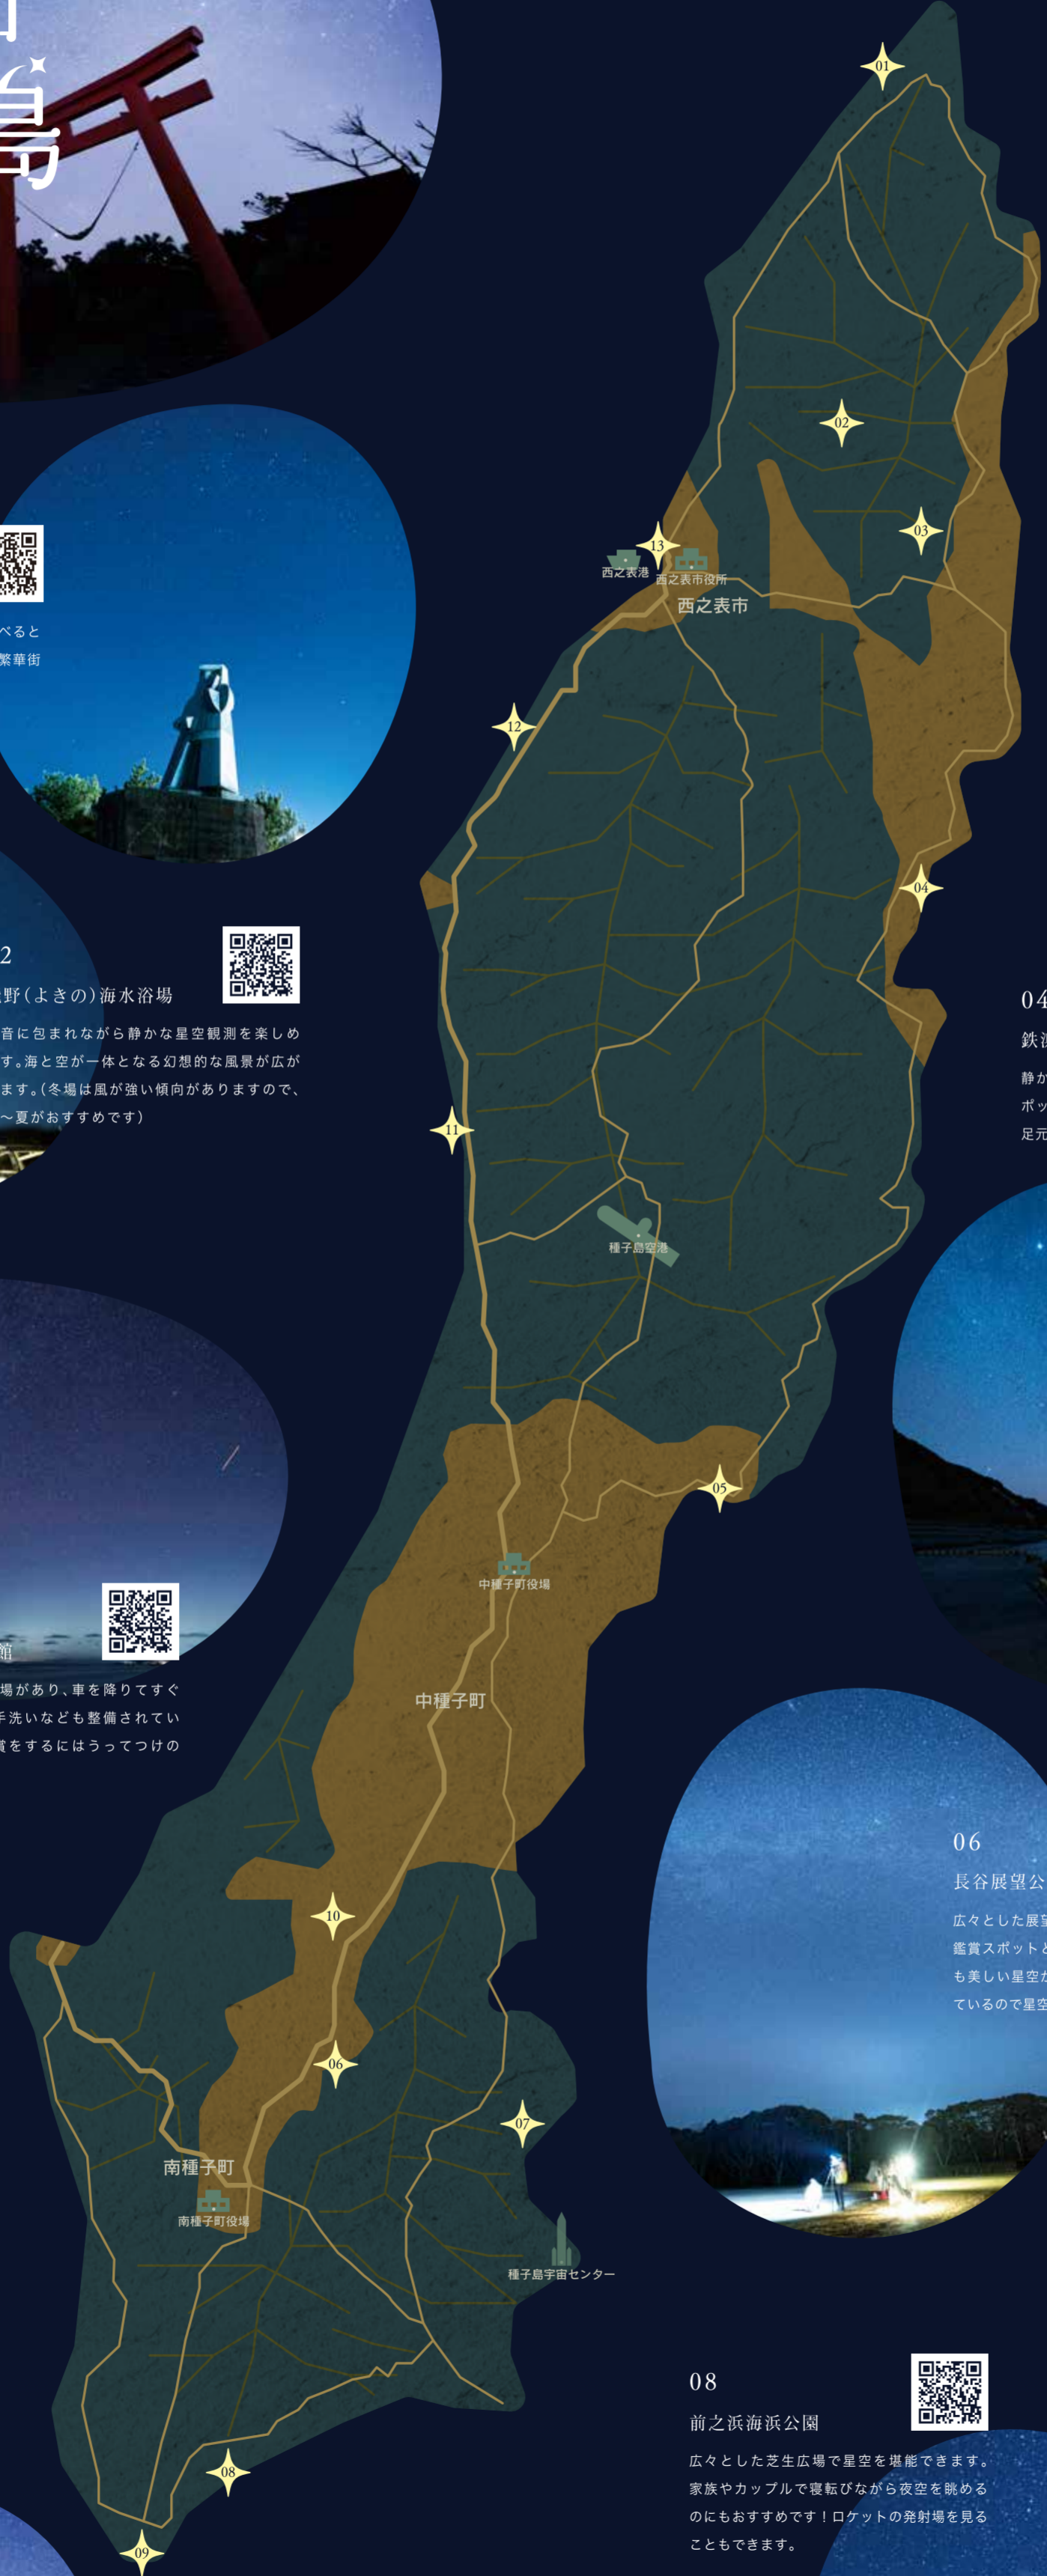 島
01
02
03
13
西之表港
西之表市役所
西之表市
べると
繁華街
12
04
2
野(よきの)海水浴場
音に包まれながら静かな星空観測を楽しめ
す。海と空が一体となる幻想的な風景が広が
ます。(冬場は風が強い傾向がありますので、
～夏がおすすめです)
04
鉄
静か
ポッ
足元
11
種子島空港
05
中種子町役場
館
場があり、車を降りてすぐ
手洗いなども整備されてい
賞をするにはうってつけの
中種子町
06
長谷展望公
広々とした展望
鑑賞スポットと
も美しい星空が
ているので星空
10
06
07
南種子町
南種子町役場
種子島宇宙センター
08
前之浜海浜公園
広々とした芝生広場で星空を堪能できます。
家族やカップルで寝転びながら夜空を眺める
のにもおすすめです！ロケットの発射場を見る
こともできます。
08
09